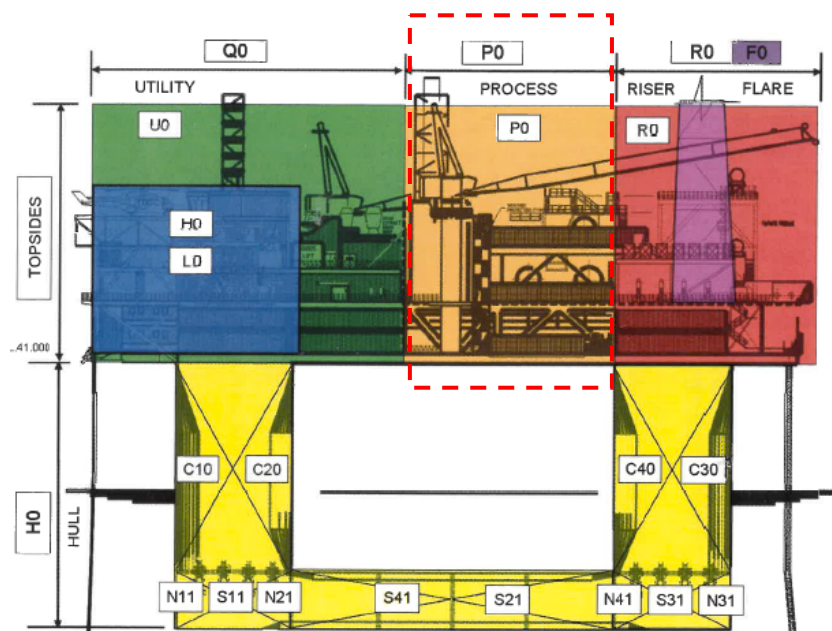 Q0 P0 R0 F0
UTILITY PROCESS RISER FLARE
U0 P0 R0
TOPSIDES
H0
L0
41.000
C10 C20 C40 C30
H0
HULL
N11 S11 N21 S41 S21 N41 S31 N31